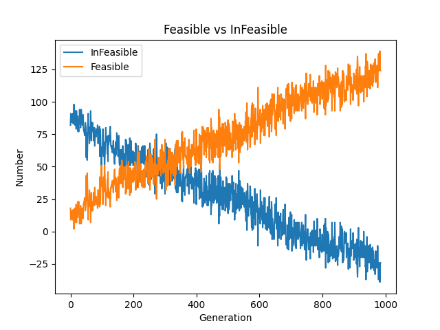 Feasible vs InFeasible
InFeasible
Feasible
125
100
75
50
25
0
−25
Number
0
200
400
600
800
1000
Generation